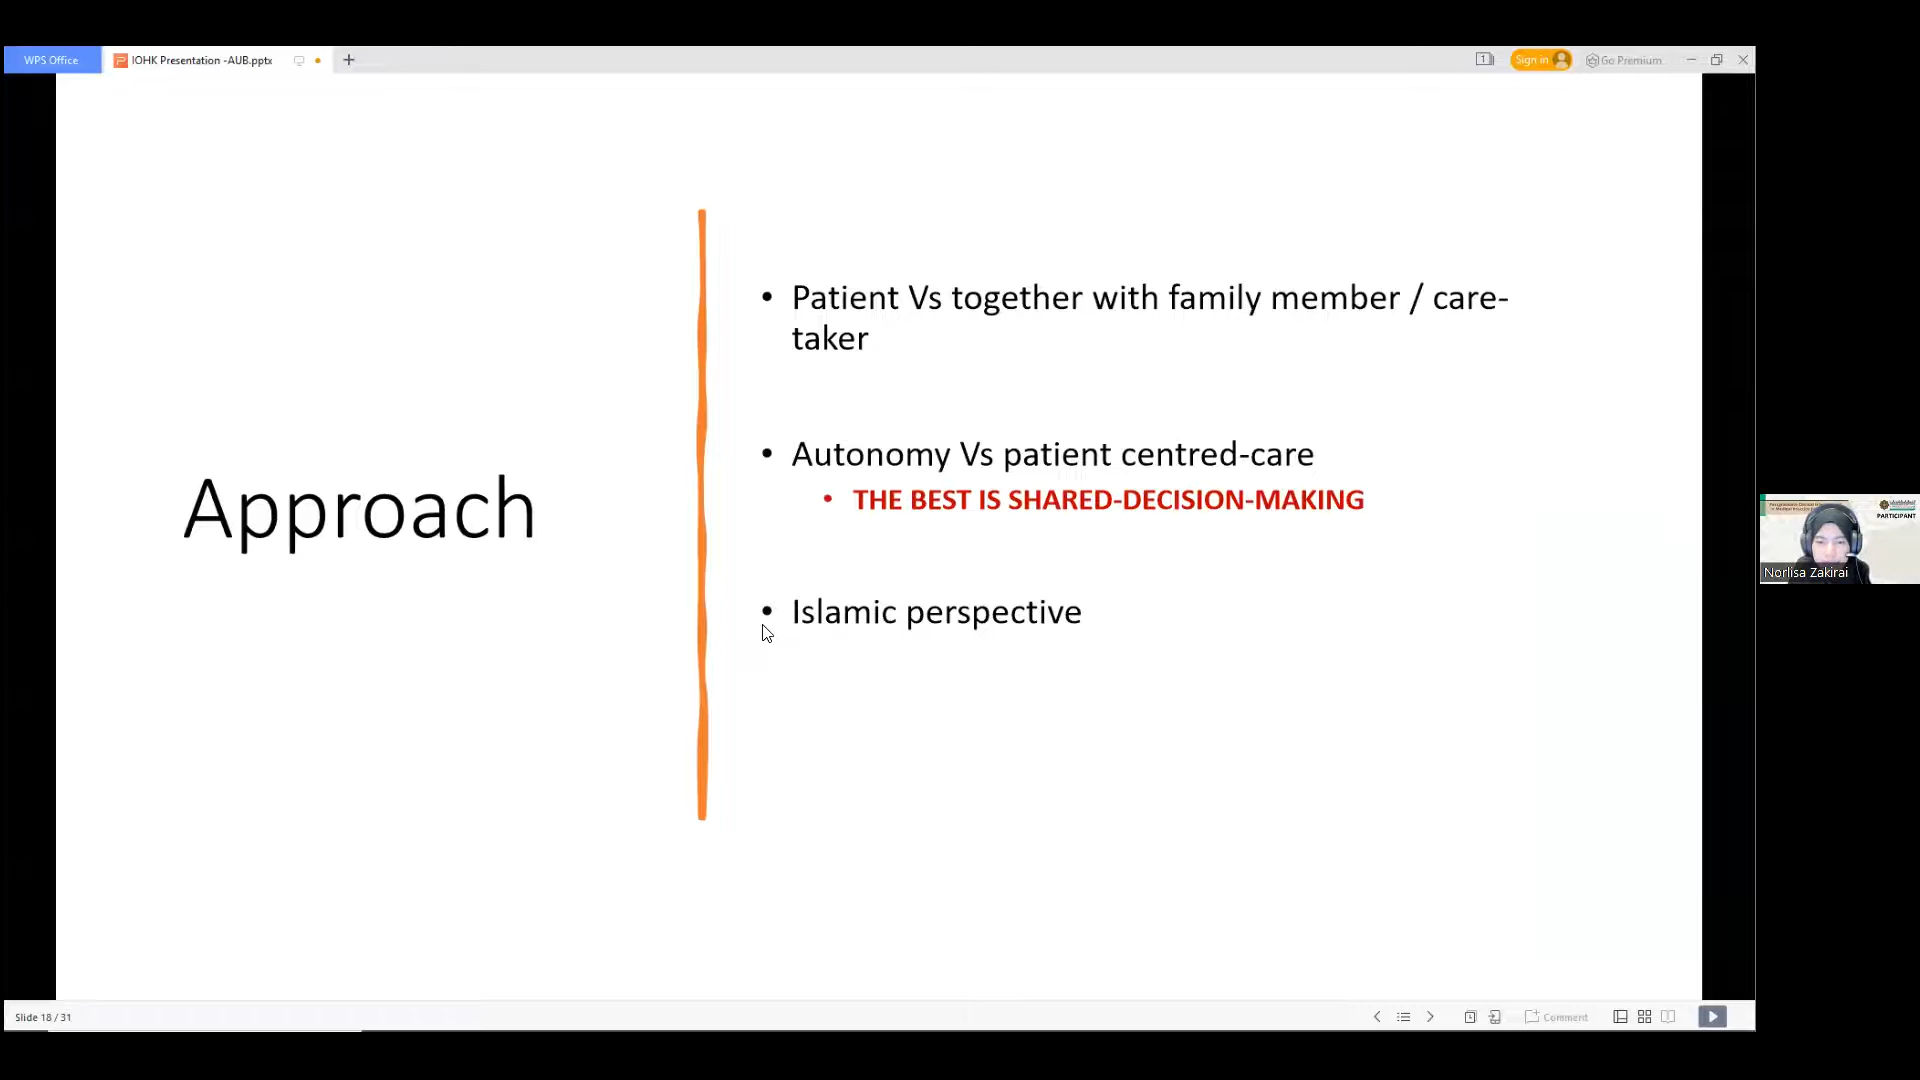 WPS Office
IOHK Presentation -AUB.pptx
1
Sign in
Go Premium
Approach
• Patient Vs together with family member / care-
taker
• Autonomy Vs patient centred-care
• THE BEST IS SHARED-DECISION-MAKING
• Islamic perspective
PARTICIPANT
Norlisa Zakirai
Slide 18 / 31
Comment